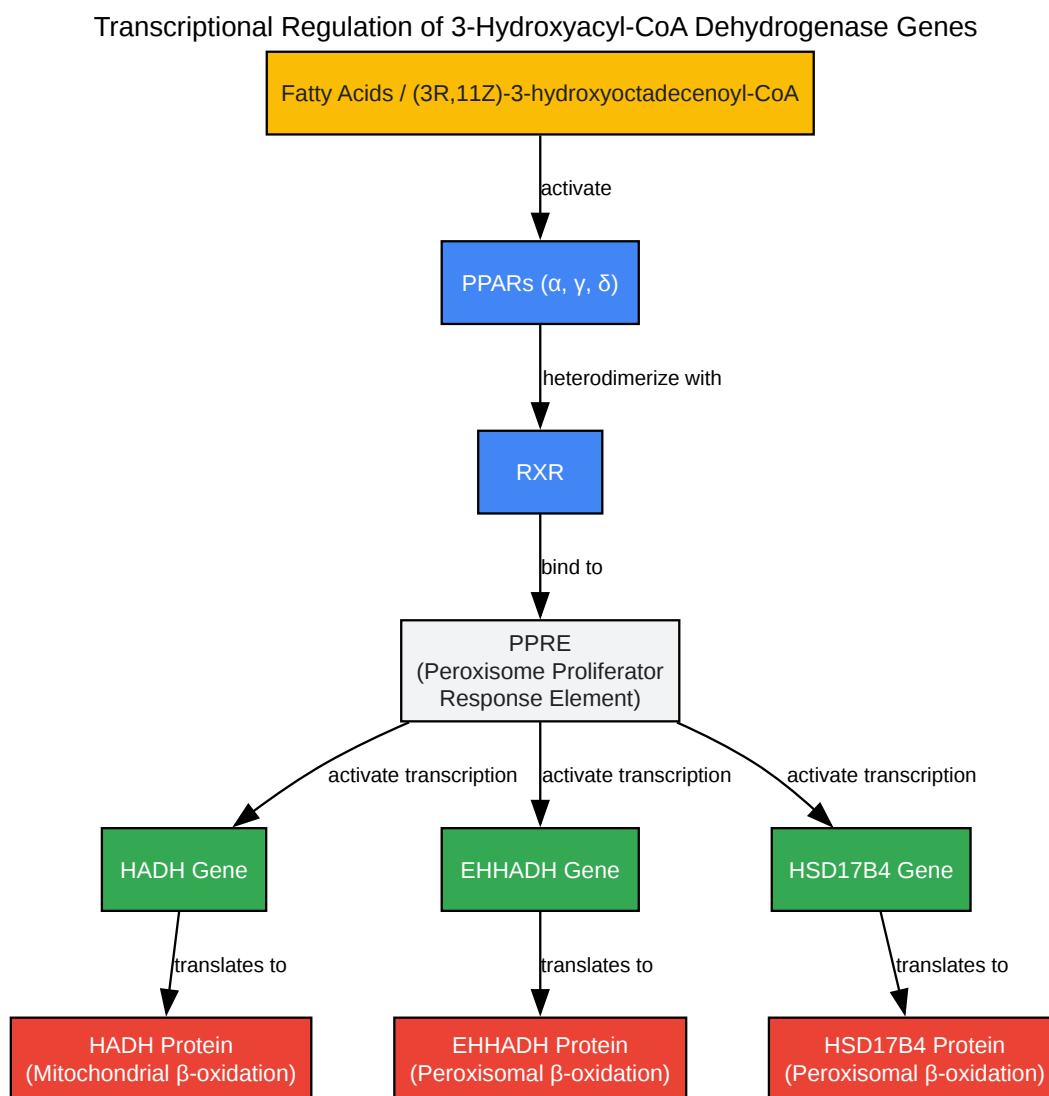 Transcriptional Regulation of 3-Hydroxyacyl-CoA Dehydrogenase Genes
Fatty Acids / (3R,11Z)-3-hydroxyoctadecenoyl-CoA
activate
PPARs (α, γ, δ)
heterodimerize with
RXR
bind to
PPRE
(Peroxisome Proliferator
Response Element)
activate transcription
activate transcription
activate transcription
HADH Gene
EHHADH Gene
HSD17B4 Gene
translates to
translates to
translates to
HADH Protein
(Mitochondrial β-oxidation)
EHHADH Protein
(Peroxisomal β-oxidation)
HSD17B4 Protein
(Peroxisomal β-oxidation)